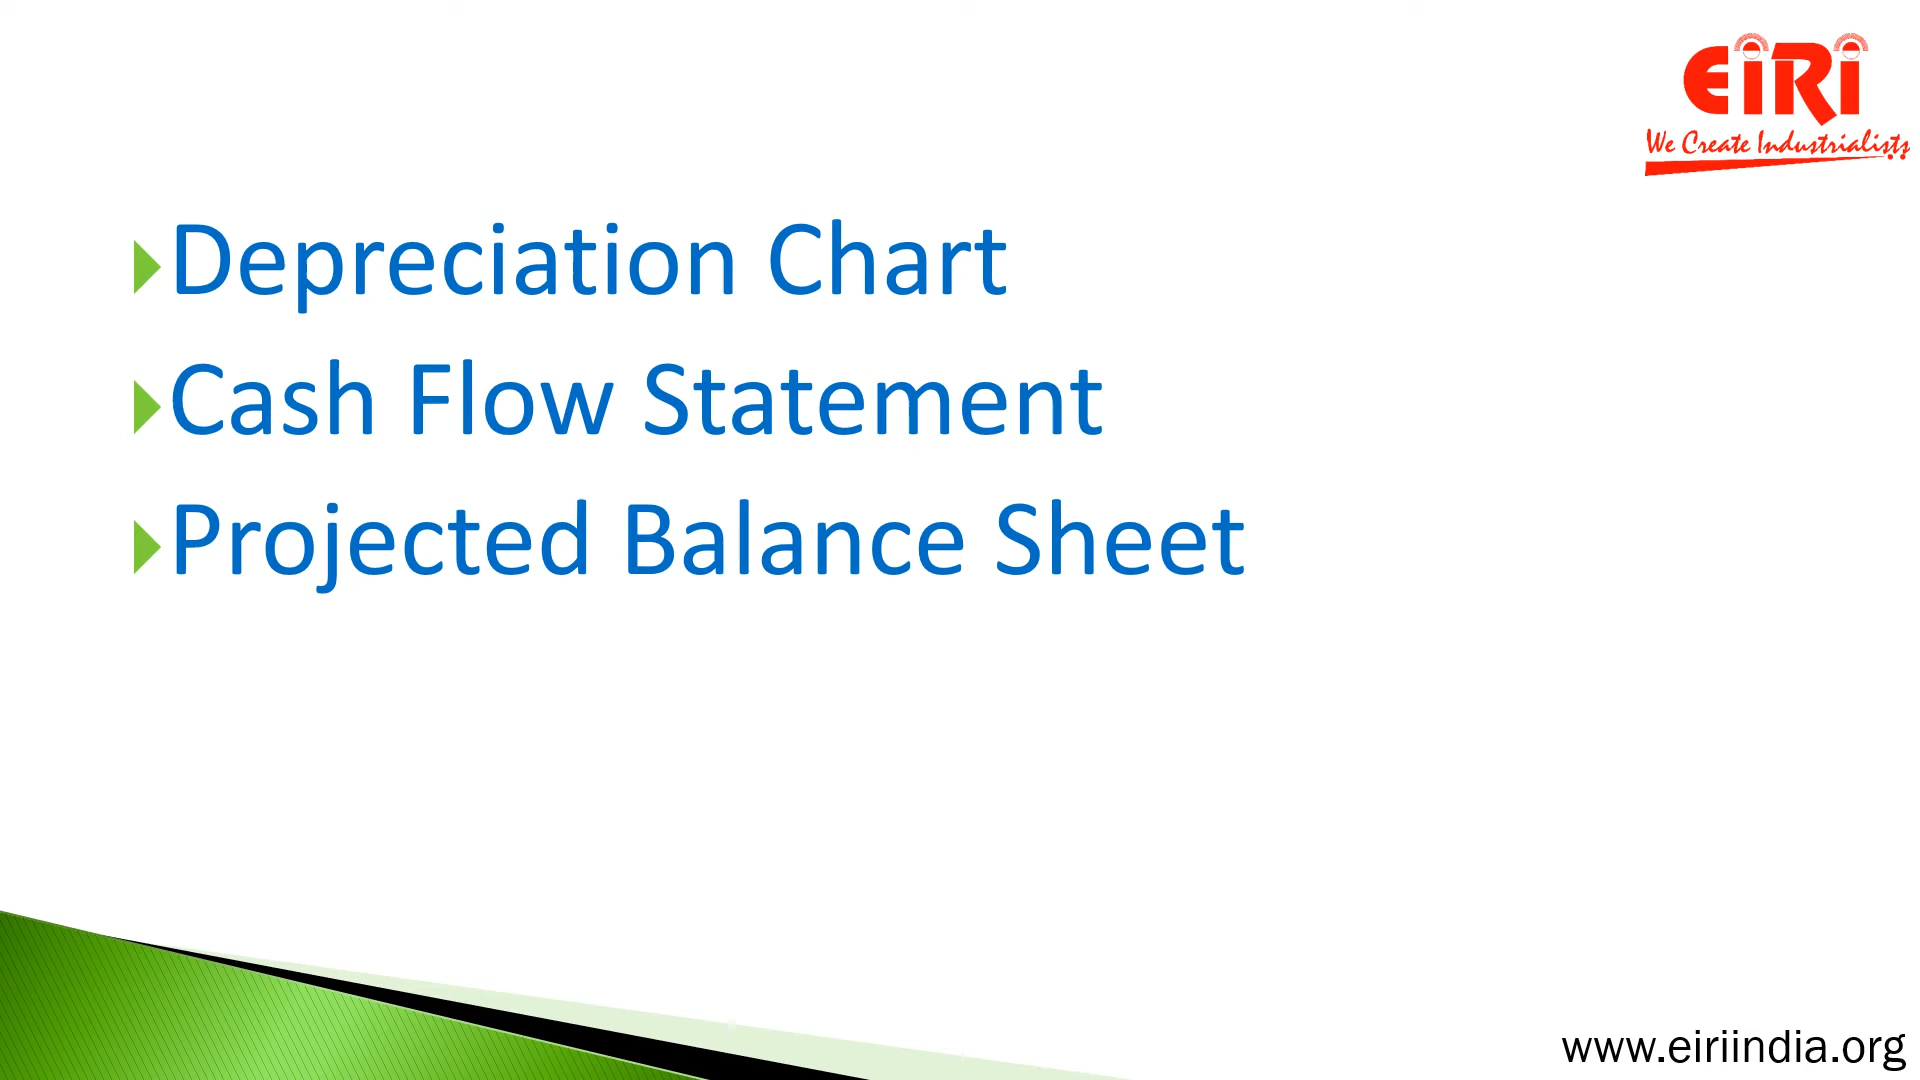 EiRi
We Create Industrialists
Depreciation Chart
Cash Flow Statement
Projected Balance Sheet
www.eiriindia.org